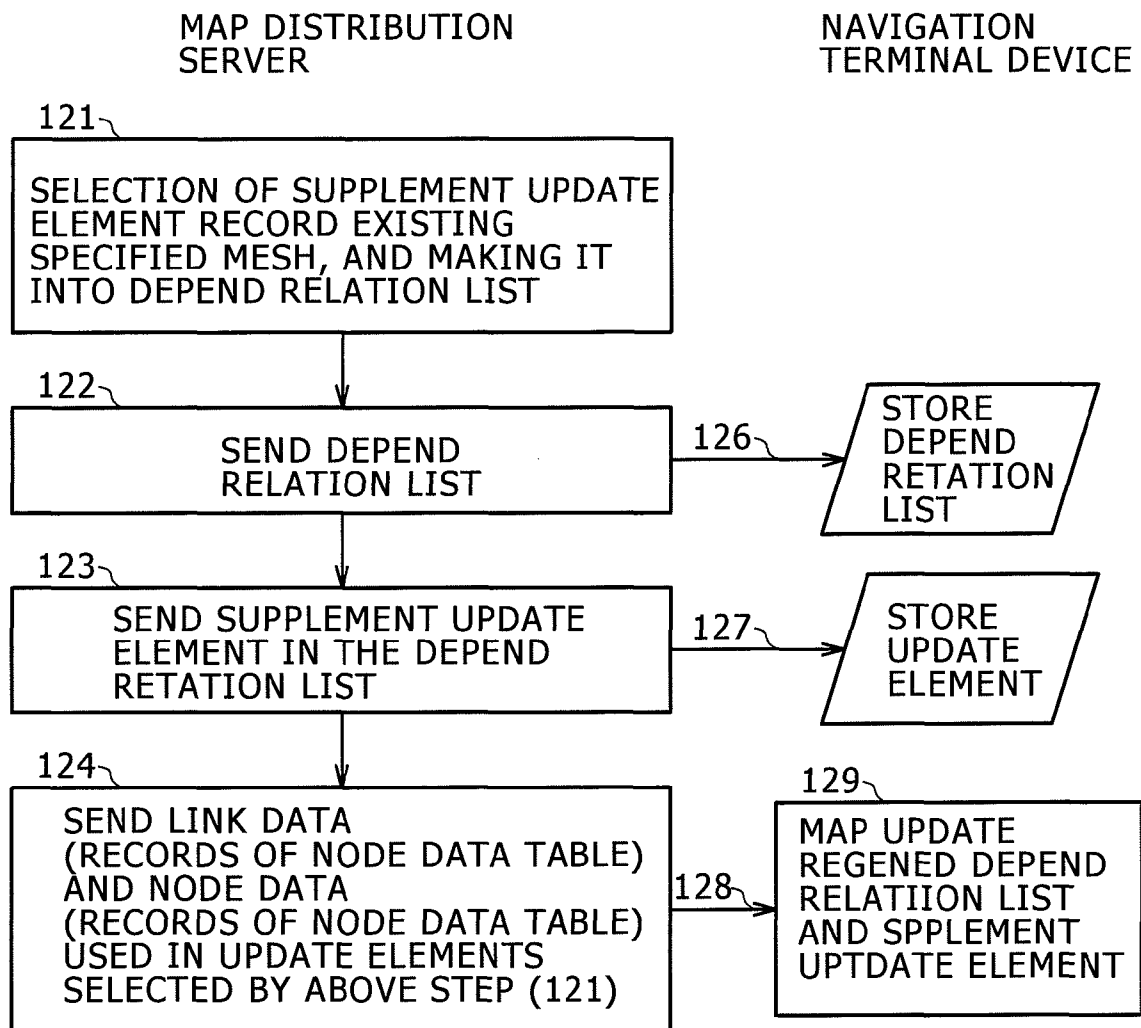 MAP DISTRIBUTION
SERVER
NAVIGATION
TERMINAL DEVICE
121
SELECTION OF SUPPLEMENT UPDATE
ELEMENT RECORD EXISTING
SPECIFIED MESH, AND MAKING IT
INTO DEPEND RELATION LIST
122
SEND DEPEND
RELATION LIST
126
STORE
DEPEND
RETATION
LIST
123
SEND SUPPLEMENT UPDATE
ELEMENT IN THE DEPEND
RETATION LIST
127
STORE
UPDATE
ELEMENT
124
SEND LINK DATA
(RECORDS OF NODE DATA TABLE)
AND NODE DATA
(RECORDS OF NODE DATA TABLE)
USED IN UPDATE ELEMENTS
SELECTED BY ABOVE STEP (121)
128
129
MAP UPDATE
REGENED DEPEND
RELATIION LIST
AND SPPLEMENT
UPTDATE ELEMENT